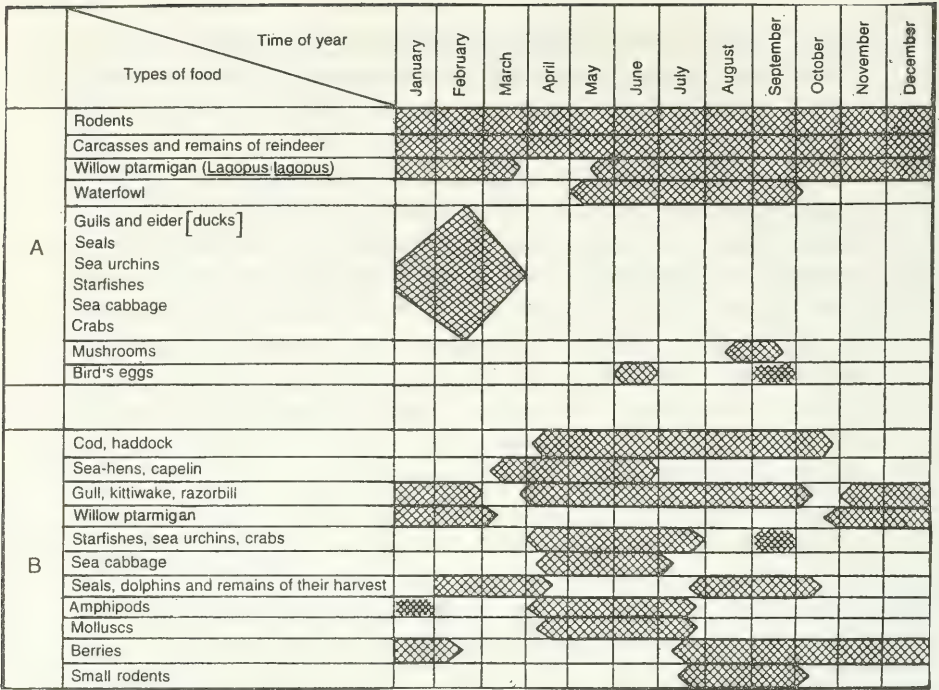 Time of year
Types of food
January
February
March
April
May
June
July
August
September
October
November
December
A
Rodents
Carcasses and remains of reindeer
Willow ptarmigan (Lagopus lagopus)
Waterfowl
Gulls and eider [ducks]
Seals
Sea urchins
Starfishes
Sea cabbage
Crabs
Mushrooms
Bird's eggs
B
Cod, haddock
Sea-hens, capelin
Gull, kittiwake, razorbill
Willow ptarmigan
Starfishes, sea urchins, crabs
Sea cabbage
Seals, dolphins and remains of their harvest
Amphipods
Molluscs
Berries
Small rodents